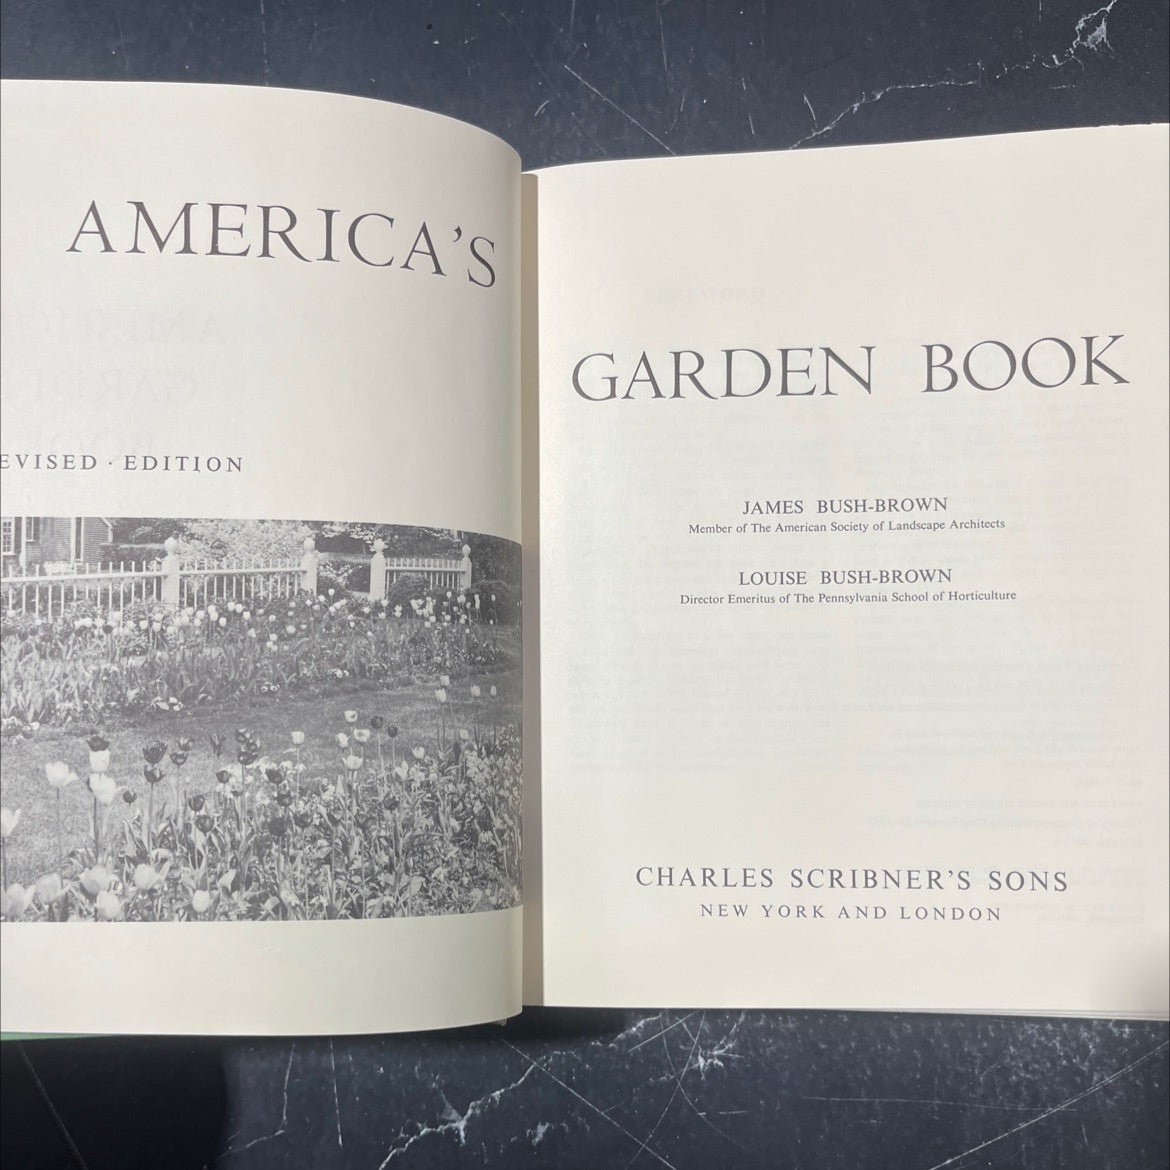 AMERICA'S
EVISED · EDITION
GARDEN BOOK
JAMES BUSH-BROWN
Member of The American Society of Landscape Architects
LOUISE BUSH-BROWN
Director Emeritus of The Pennsylvania School of Horticulture
CHARLES SCRIBNER'S SONS
NEW YORK AND LONDON